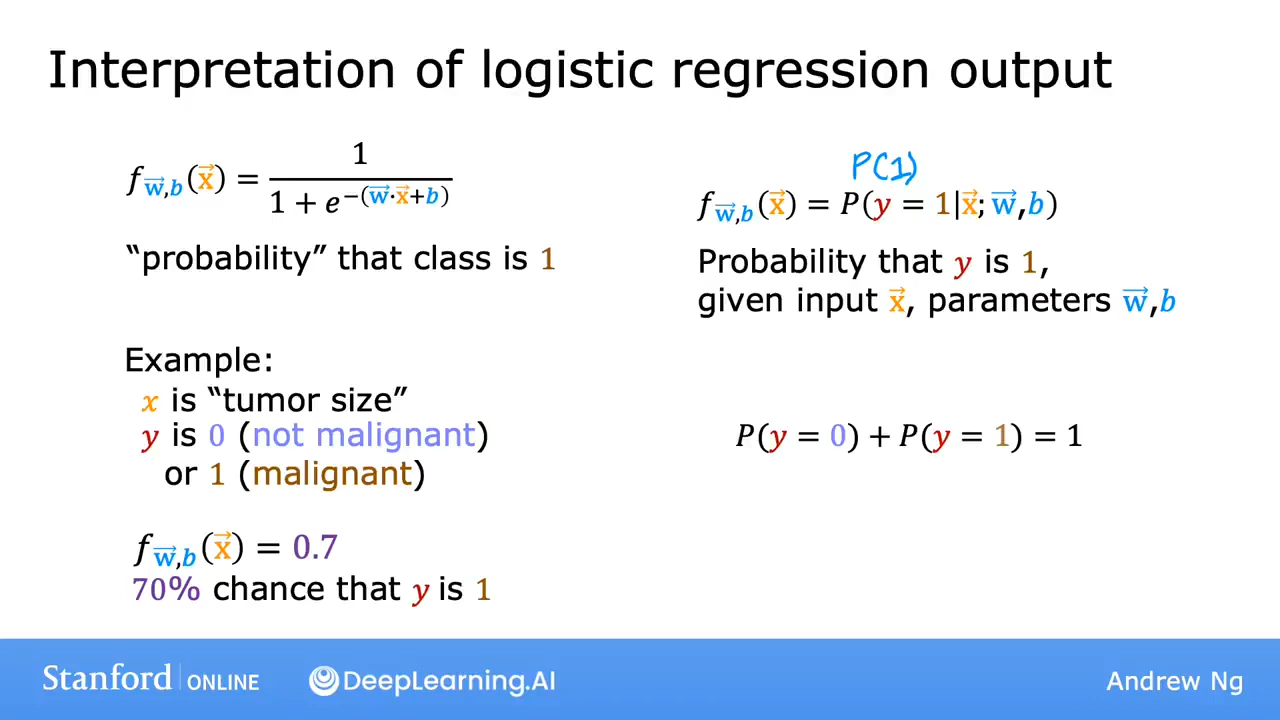 Interpretation of logistic regression output
f_{w⃗,b}(x⃗) = 1 / (1 + e^{−(w⃗·x⃗+b)})
“probability” that class is 1
Example:
x is “tumor size”
y is 0 (not malignant)
or 1 (malignant)
f_{w⃗,b}(x⃗) = 0.7
70% chance that y is 1
P(1)
f_{w⃗,b}(x⃗) = P(y = 1|x⃗; w⃗,b)
Probability that y is 1,
given input x⃗, parameters w⃗,b
P(y = 0) + P(y = 1) = 1
Stanford ONLINE
DeepLearning.AI
Andrew Ng